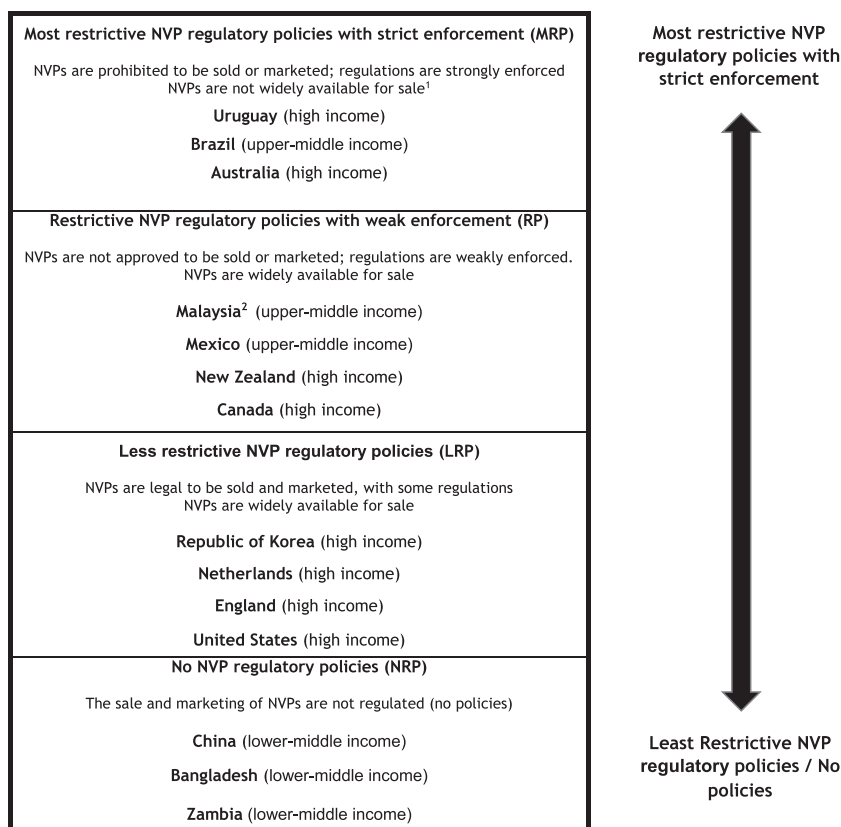 Most restrictive NVP regulatory policies with strict enforcement (MRP)
NVPs are prohibited to be sold or marketed; regulations are strongly enforced
NVPs are not widely available for sale¹
Uruguay (high income)
Brazil (upper-middle income)
Australia (high income)
Restrictive NVP regulatory policies with weak enforcement (RP)
NVPs are not approved to be sold or marketed; regulations are weakly enforced.
NVPs are widely available for sale
Malaysia² (upper-middle income)
Mexico (upper-middle income)
New Zealand (high income)
Canada (high income)
Less restrictive NVP regulatory policies (LRP)
NVPs are legal to be sold and marketed, with some regulations
NVPs are widely available for sale
Republic of Korea (high income)
Netherlands (high income)
England (high income)
United States (high income)
No NVP regulatory policies (NRP)
The sale and marketing of NVPs are not regulated (no policies)
China (lower-middle income)
Bangladesh (lower-middle income)
Zambia (lower-middle income)
Most restrictive NVP
regulatory policies with
strict enforcement
Least Restrictive NVP
regulatory policies / No
policies